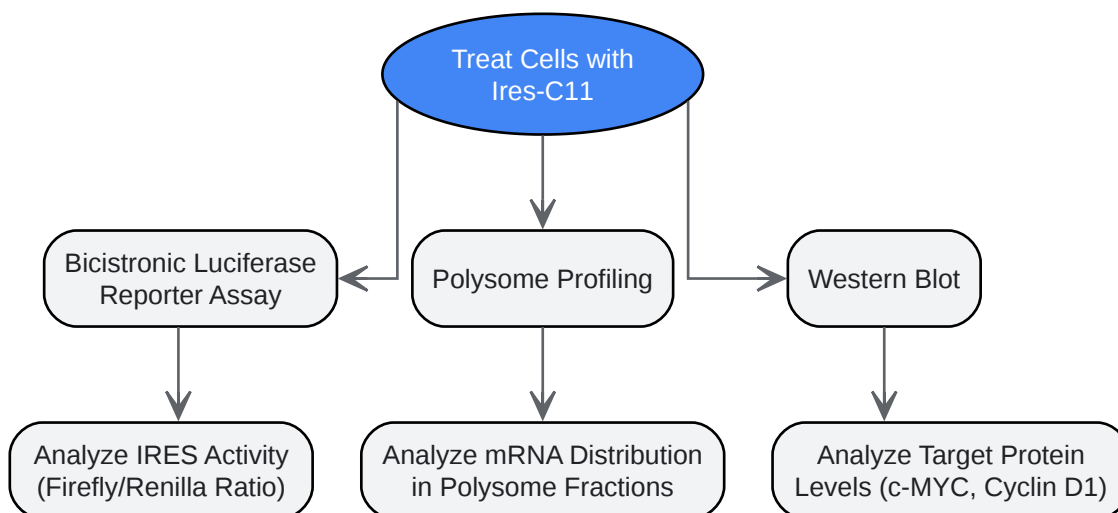 Treat Cells with
Ires-C11
Bicistronic Luciferase
Reporter Assay
Polysome Profiling
Western Blot
Analyze IRES Activity
(Firefly/Renilla Ratio)
Analyze mRNA Distribution
in Polysome Fractions
Analyze Target Protein
Levels (c-MYC, Cyclin D1)